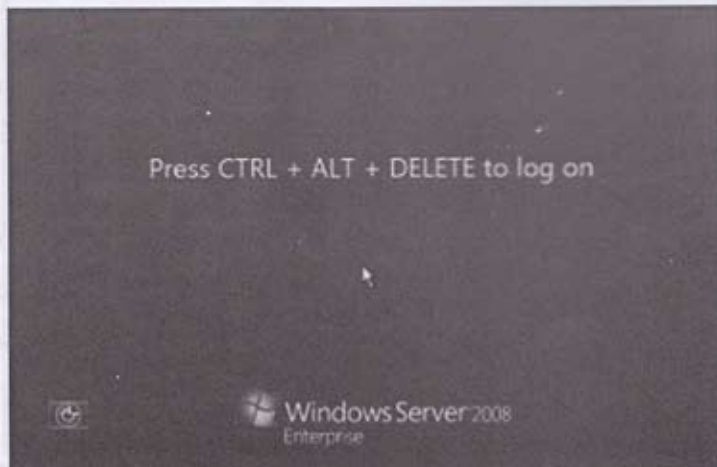 Press CTRL + ALT + DELETE to log on
Windows Server 2008
Enterprise